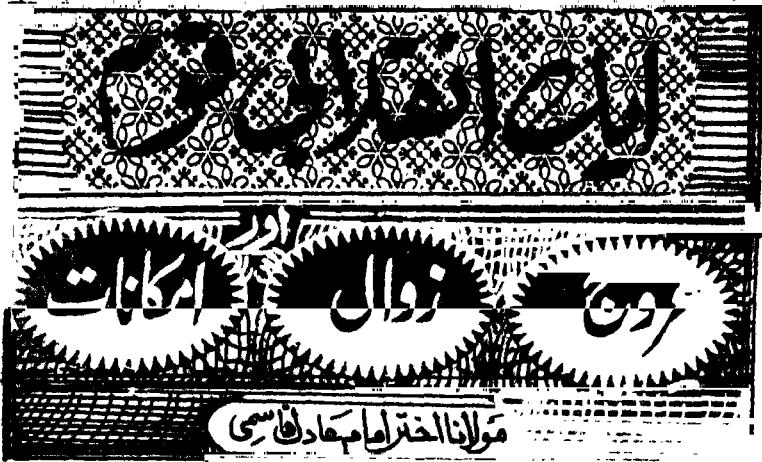 ایک انقلابی قوم
عروج زوال اور امکانات
مولانا اختر امام عادل قاسمی